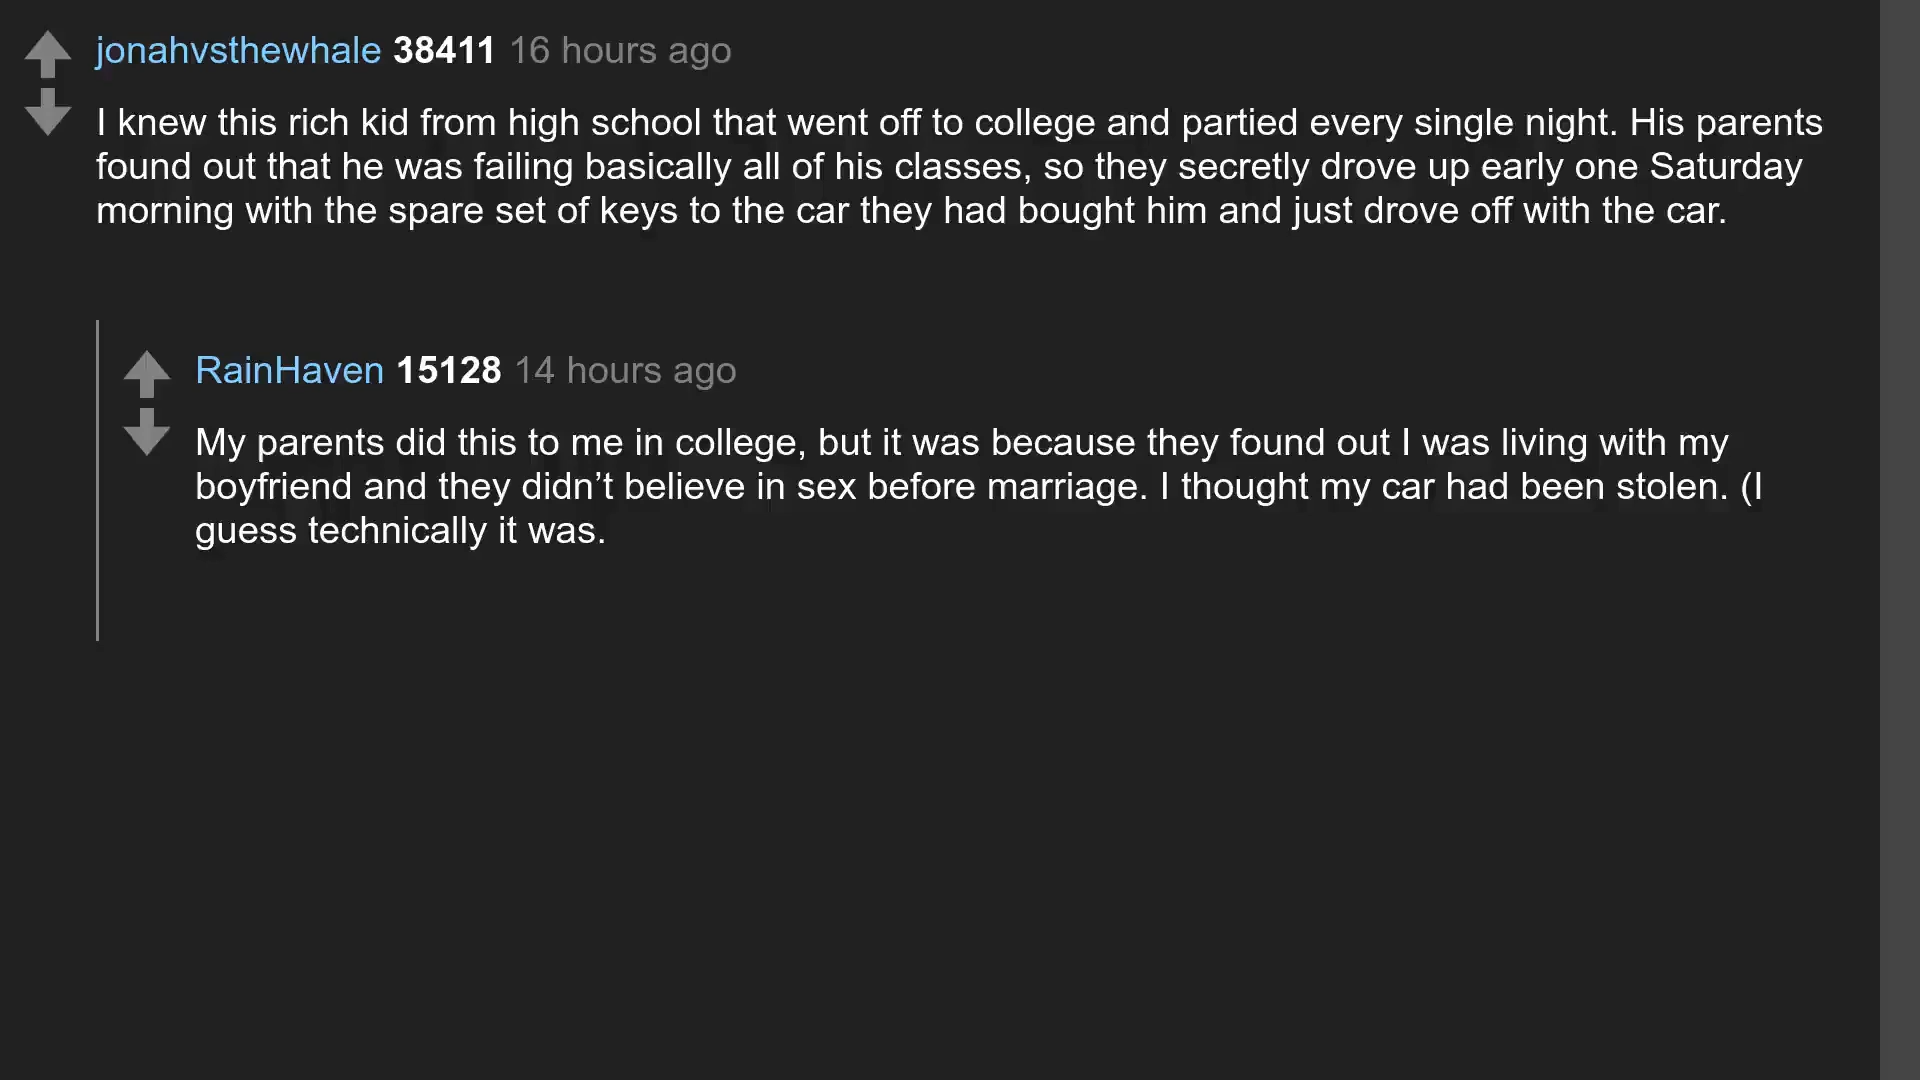 jonahvsthewhale 38411 16 hours ago
I knew this rich kid from high school that went off to college and partied every single night. His parents
found out that he was failing basically all of his classes, so they secretly drove up early one Saturday
morning with the spare set of keys to the car they had bought him and just drove off with the car.
RainHaven 15128 14 hours ago
My parents did this to me in college, but it was because they found out I was living with my
boyfriend and they didn’t believe in sex before marriage. I thought my car had been stolen. (I
guess technically it was.